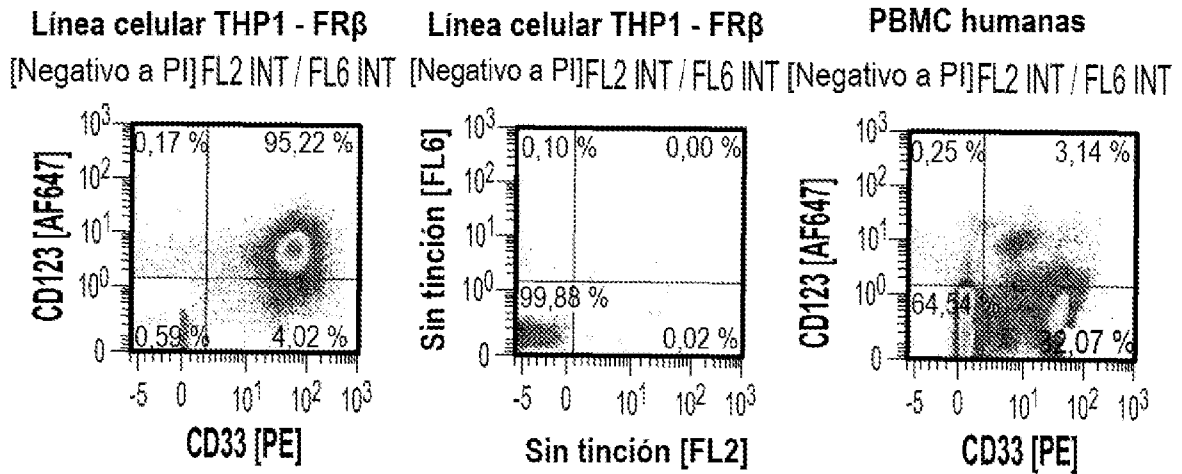 Línea celular THP1 - FRβ
[Negativo a PI] FL2 INT / FL6 INT
10³
10²
10¹
10⁰
0
0,17 %
95,22 %
0,59 %
4,02 %
-5 0 10¹ 10² 10³
CD123 [AF647]
CD33 [PE]
Línea celular THP1 - FRβ
[Negativo a PI] FL2 INT / FL6 INT
10³
10²
10¹
10⁰
0
0,10 %
0,00 %
99,88 %
0,02 %
-5 0 10¹ 10² 10³
Sin tinción [FL6]
Sin tinción [FL2]
PBMC humanas
[Negativo a PI] FL2 INT / FL6 INT
10³
10²
10¹
10⁰
0
0,25 %
3,14 %
64,54 %
32,07 %
-5 0 10¹ 10² 10³
CD123 [AF647]
CD33 [PE]